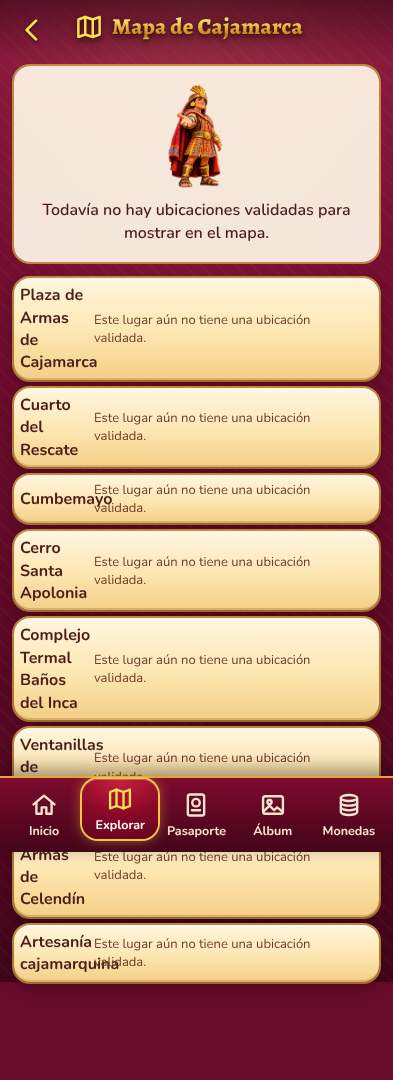 Mapa de Cajamarca
Todavía no hay ubicaciones validadas para
mostrar en el mapa.
Plaza de
Armas
de
Cajamarca
Este lugar aún no tiene una ubicación
validada.
Cuarto
del
Rescate
Este lugar aún no tiene una ubicación
validada.
Cumbemayo
Este lugar aún no tiene una ubicación
validada.
Cerro
Santa
Apolonia
Este lugar aún no tiene una ubicación
validada.
Complejo
Termal
Baños
del Inca
Este lugar aún no tiene una ubicación
validada.
Ventanillas
de
Este lugar aún no tiene una ubicación
Inicio
Explorar
Pasaporte
Álbum
Monedas
Armas
de
Celendín
Este lugar aún no tiene una ubicación
validada.
Artesanía
cajamarquina
Este lugar aún no tiene una ubicación
validada.